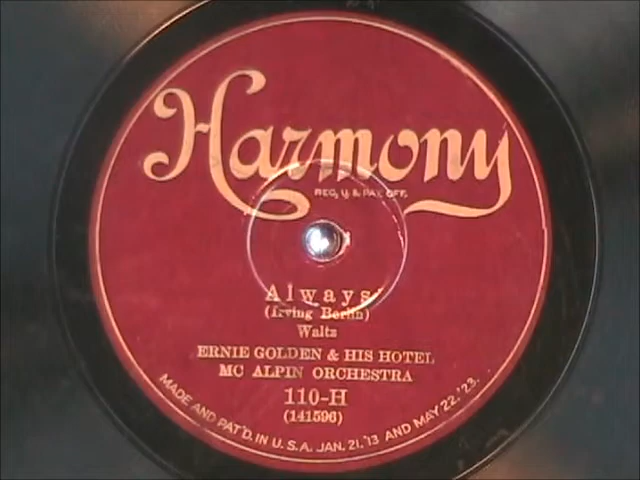 Harmony
REG. U. S. PAT. OFF.
Always
(Irving Berlin)
Waltz
ERNIE GOLDEN & HIS HOTEL
MC ALPIN ORCHESTRA
110-H
(141596)
MADE AND PAT'D. IN U.S.A. JAN. 21. '13 AND MAY 22. '23.